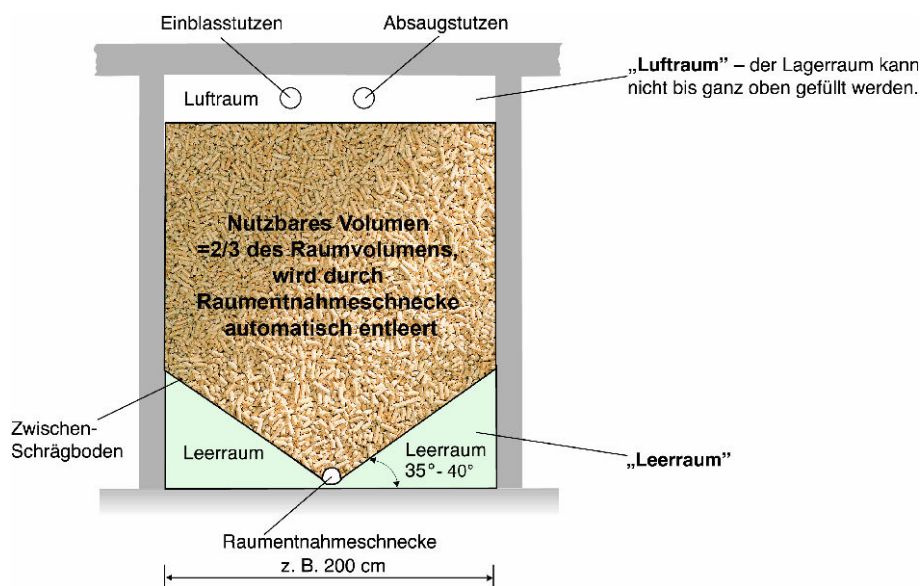 Einblasstutzen
Absaugstutzen
„Luftraum” – der Lagerraum kann
nicht bis ganz oben gefüllt werden.
Luftraum
Nutzbares Volumen
=2/3 des Raumvolumens,
wird durch
Raumentnahmeschnecke
automatisch entleert
Zwischen-
Schrägboden
Leerraum
Leerraum
35°- 40°
„Leerraum”
Raumentnahmeschnecke
z. B. 200 cm